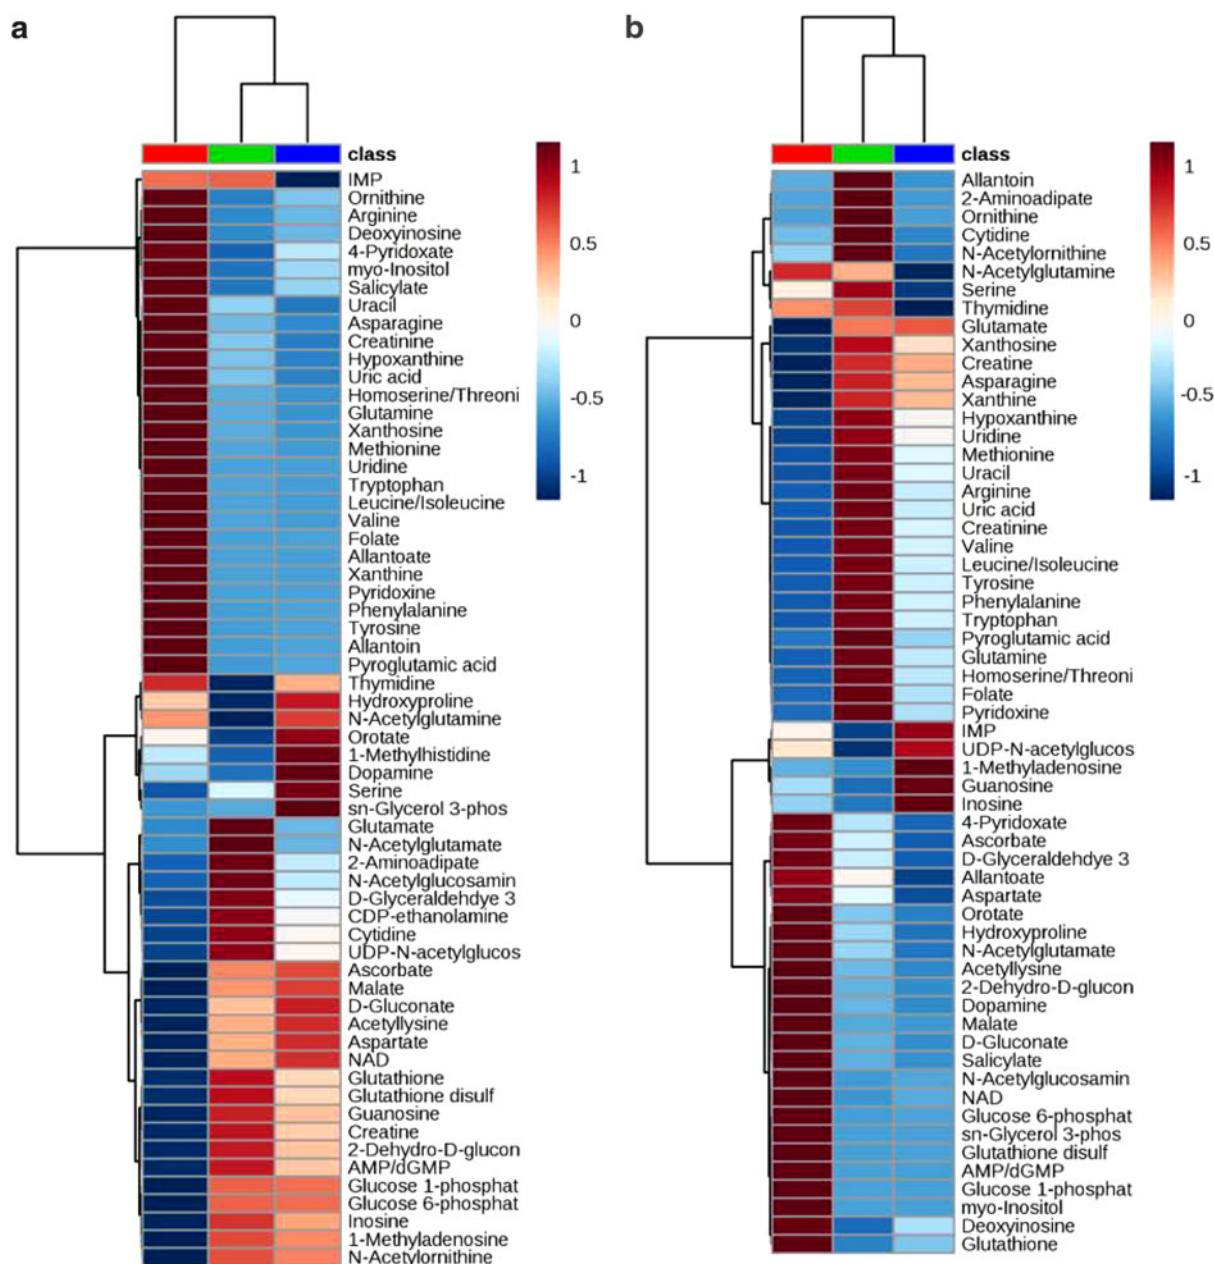 a
class
IMP
Ornithine
Arginine
Deoxyinosine
4-Pyridoxate
myo-Inositol
Salicylate
Uracil
Asparagine
Creatinine
Hypoxanthine
Uric acid
Homoserine/Threoni
Glutamine
Xanthosine
Methionine
Uridine
Tryptophan
Leucine/Isoleucine
Valine
Folate
Allantoate
Xanthine
Pyridoxine
Phenylalanine
Tyrosine
Allantoin
Pyroglutamic acid
Thymidine
Hydroxyproline
N-Acetylglutamine
Orotate
1-Methylhistidine
Dopamine
Serine
sn-Glycerol 3-phos
Glutamate
N-Acetylglutamate
2-Aminoadipate
N-Acetylglucosamin
D-Glyceraldehdye 3
CDP-ethanolamine
Cytidine
UDP-N-acetylglucos
Ascorbate
Malate
D-Gluconate
Acetyllysine
Aspartate
NAD
Glutathione
Glutathione disulf
Guanosine
Creatine
2-Dehydro-D-glucon
AMP/dGMP
Glucose 1-phosphat
Glucose 6-phosphat
Inosine
1-Methyladenosine
N-Acetylornithine
1
0.5
0
-0.5
-1
b
class
Allantoin
2-Aminoadipate
Ornithine
Cytidine
N-Acetylornithine
N-Acetylglutamine
Serine
Thymidine
Glutamate
Xanthosine
Creatine
Asparagine
Xanthine
Hypoxanthine
Uridine
Methionine
Uracil
Arginine
Uric acid
Creatinine
Valine
Leucine/Isoleucine
Tyrosine
Phenylalanine
Tryptophan
Pyroglutamic acid
Glutamine
Homoserine/Threoni
Folate
Pyridoxine
IMP
UDP-N-acetylglucos
1-Methyladenosine
Guanosine
Inosine
4-Pyridoxate
Ascorbate
D-Glyceraldehdye 3
Allantoate
Aspartate
Orotate
Hydroxyproline
N-Acetylglutamate
Acetyllysine
2-Dehydro-D-glucon
Dopamine
Malate
D-Gluconate
Salicylate
N-Acetylglucosamin
NAD
Glucose 6-phosphat
sn-Glycerol 3-phos
Glutathione disulf
AMP/dGMP
Glucose 1-phosphat
myo-Inositol
Deoxyinosine
Glutathione
1
0.5
0
-0.5
-1